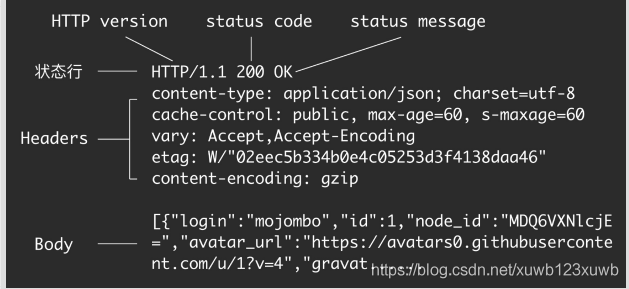 HTTP version status code status message
状态行 HTTP/1.1 200 OK
content-type: application/json; charset=utf-8
cache-control: public, max-age=60, s-maxage=60
Headers vary: Accept,Accept-Encoding
etag: W/"02eec5b334b0e4c05253d3f4138daa46"
content-encoding: gzip
[{"login":"mojombo","id":1,"node_id":"MDQ6VXNlcjE
Body =","avatar_url":"https://avatars0.githubuserconte
nt.com/u/1?v=4","gravat
https://blog.csdn.net/xuwb123xuwb